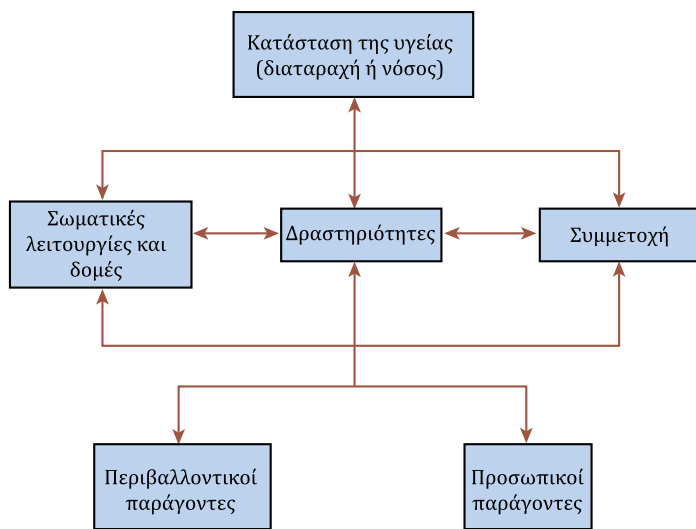 Κατάσταση της υγείας
(διαταραχή ή νόσος)
Σωματικές
λειτουργίες και
δομές
Δραστηριότητες
Συμμετοχή
Περιβαλλοντικοί
παράγοντες
Προσωπικοί
παράγοντες